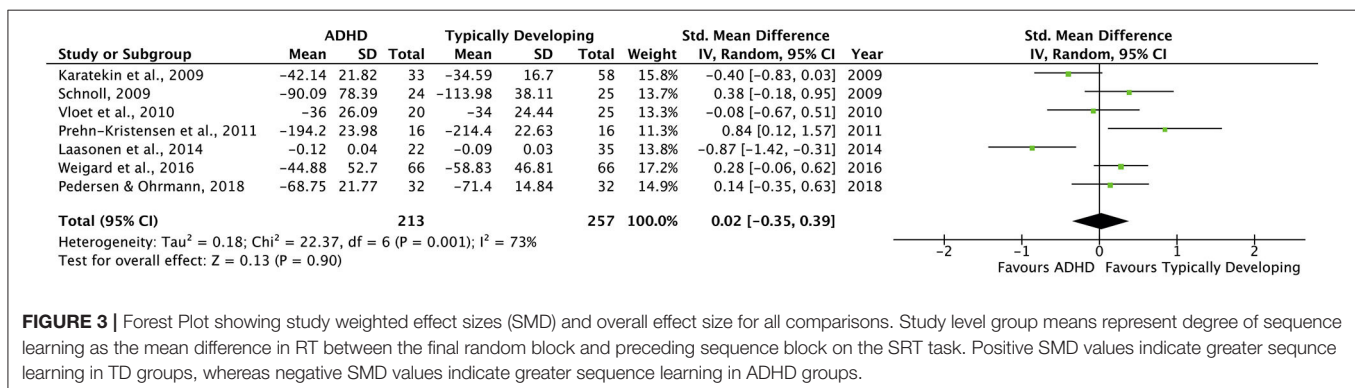 ADHD Typically Developing Std. Mean Difference Std. Mean Difference
Study or Subgroup Mean SD Total Mean SD Total Weight IV, Random, 95% CI Year IV, Random, 95% CI
Karatekin et al., 2009 -42.14 21.82 33 -34.59 16.7 58 15.8% -0.40 [-0.83, 0.03] 2009
Schnoll, 2009 -90.09 78.39 24 -113.98 38.11 25 13.7% 0.38 [-0.18, 0.95] 2009
Vloet et al., 2010 -36 26.09 20 -34 24.44 25 13.3% -0.08 [-0.67, 0.51] 2010
Prehn-Kristensen et al., 2011 -194.2 23.98 16 -214.4 22.63 16 11.3% 0.84 [0.12, 1.57] 2011
Laasonen et al., 2014 -0.12 0.04 22 -0.09 0.03 35 13.8% -0.87 [-1.42, -0.31] 2014
Weigard et al., 2016 -44.88 52.7 66 -58.83 46.81 66 17.2% 0.28 [-0.06, 0.62] 2016
Pedersen & Ohrmann, 2018 -68.75 21.77 32 -71.4 14.84 32 14.9% 0.14 [-0.35, 0.63] 2018
Total (95% CI) 213 257 100.0% 0.02 [-0.35, 0.39]
Heterogeneity: Tau² = 0.18; Chi² = 22.37, df = 6 (P = 0.001); I² = 73%
Test for overall effect: Z = 0.13 (P = 0.90)
-2 -1 0 1 2
Favours ADHD Favours Typically Developing
FIGURE 3 | Forest Plot showing study weighted effect sizes (SMD) and overall effect size for all comparisons. Study level group means represent degree of sequence
learning as the mean difference in RT between the final random block and preceding sequence block on the SRT task. Positive SMD values indicate greater sequnce
learning in TD groups, whereas negative SMD values indicate greater sequence learning in ADHD groups.